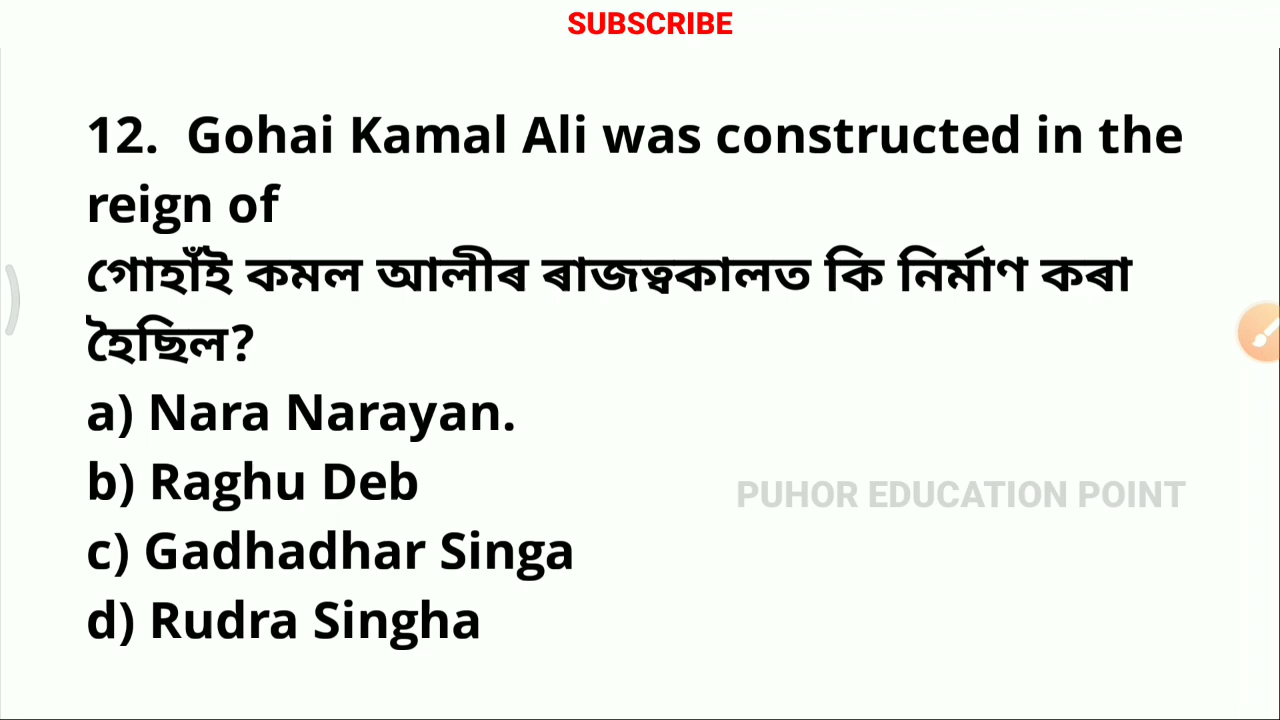 SUBSCRIBE
12. Gohai Kamal Ali was constructed in the
reign of
গোহাঁই কমল আলীৰ ৰাজত্বকালত কি নিৰ্মাণ কৰা
হৈছিল?
a) Nara Narayan.
b) Raghu Deb
PUHOR EDUCATION POINT
c) Gadhadhar Singa
d) Rudra Singha